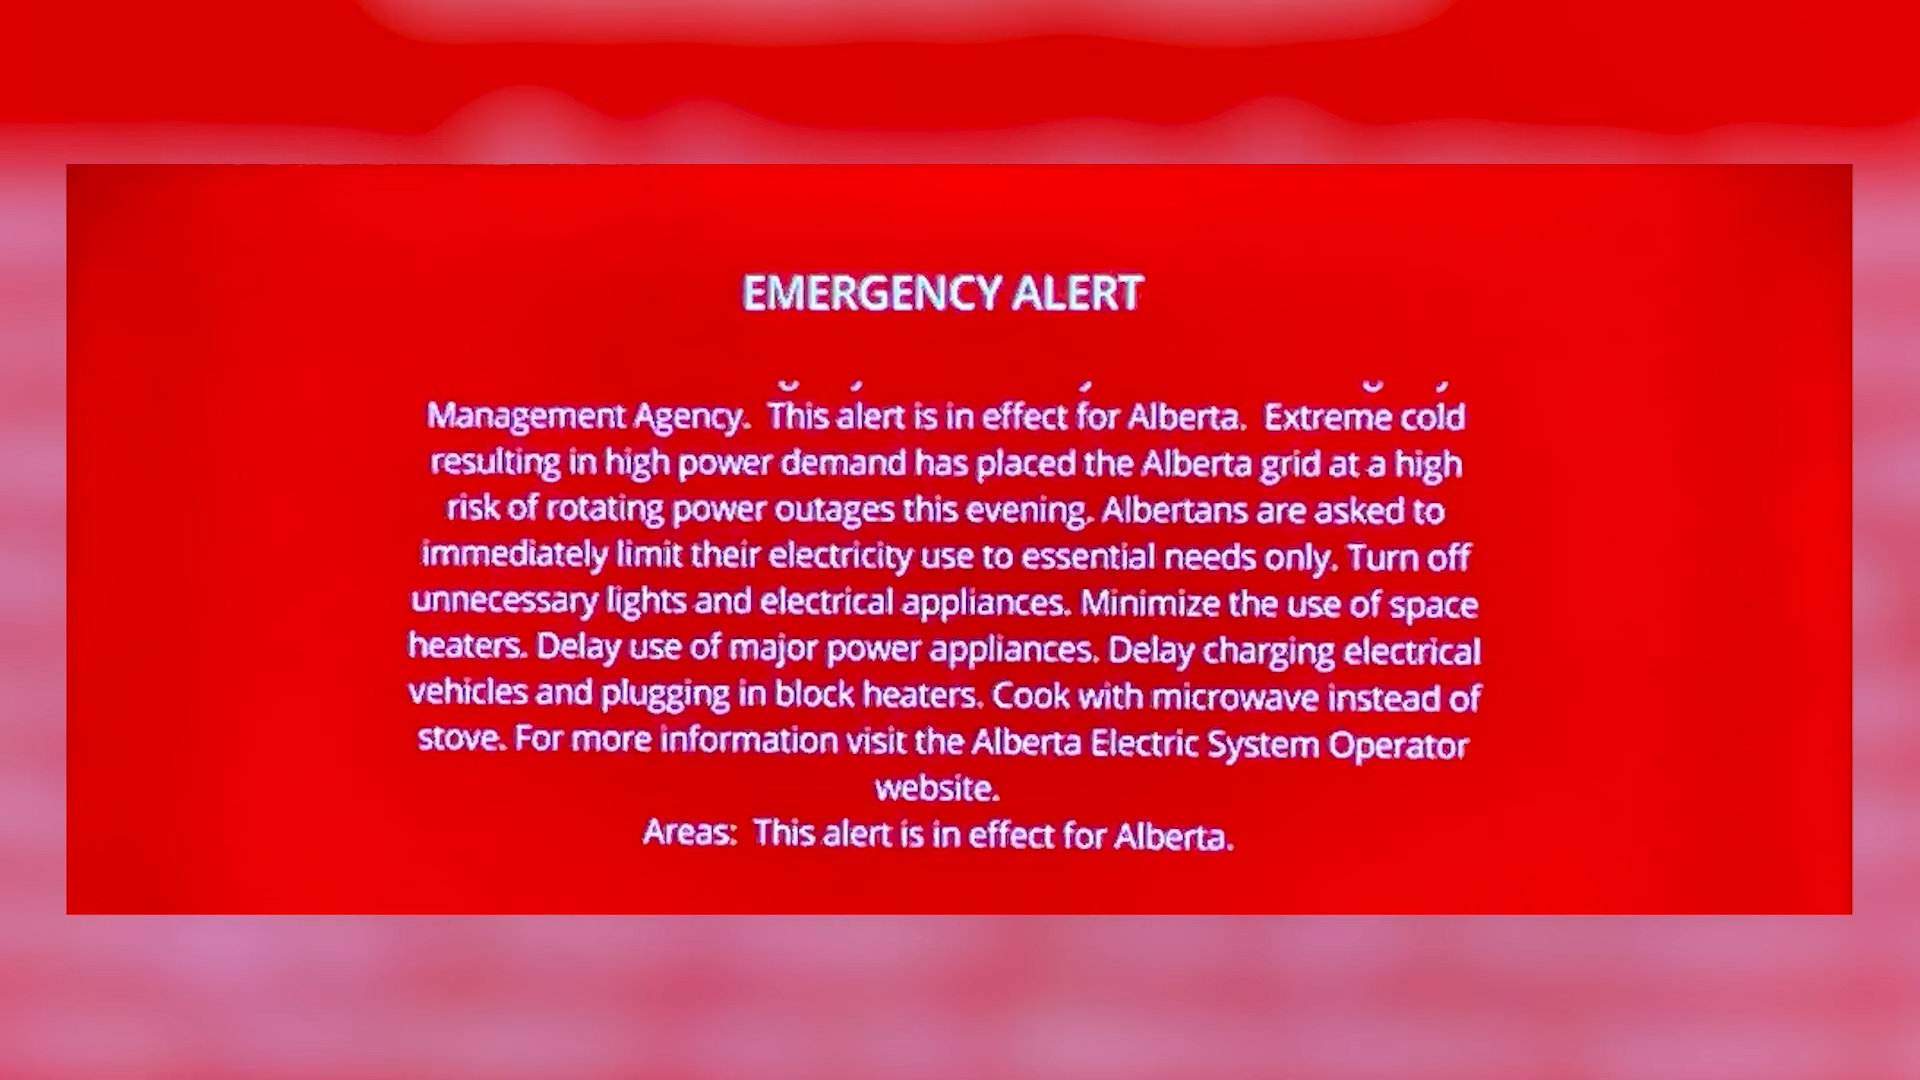 EMERGENCY ALERT
Management Agency.  This alert is in effect for Alberta.  Extreme cold
resulting in high power demand has placed the Alberta grid at a high
risk of rotating power outages this evening. Albertans are asked to
immediately limit their electricity use to essential needs only. Turn off
unnecessary lights and electrical appliances. Minimize the use of space
heaters. Delay use of major power appliances. Delay charging electrical
vehicles and plugging in block heaters. Cook with microwave instead of
stove. For more information visit the Alberta Electric System Operator
website.
Areas:  This alert is in effect for Alberta.